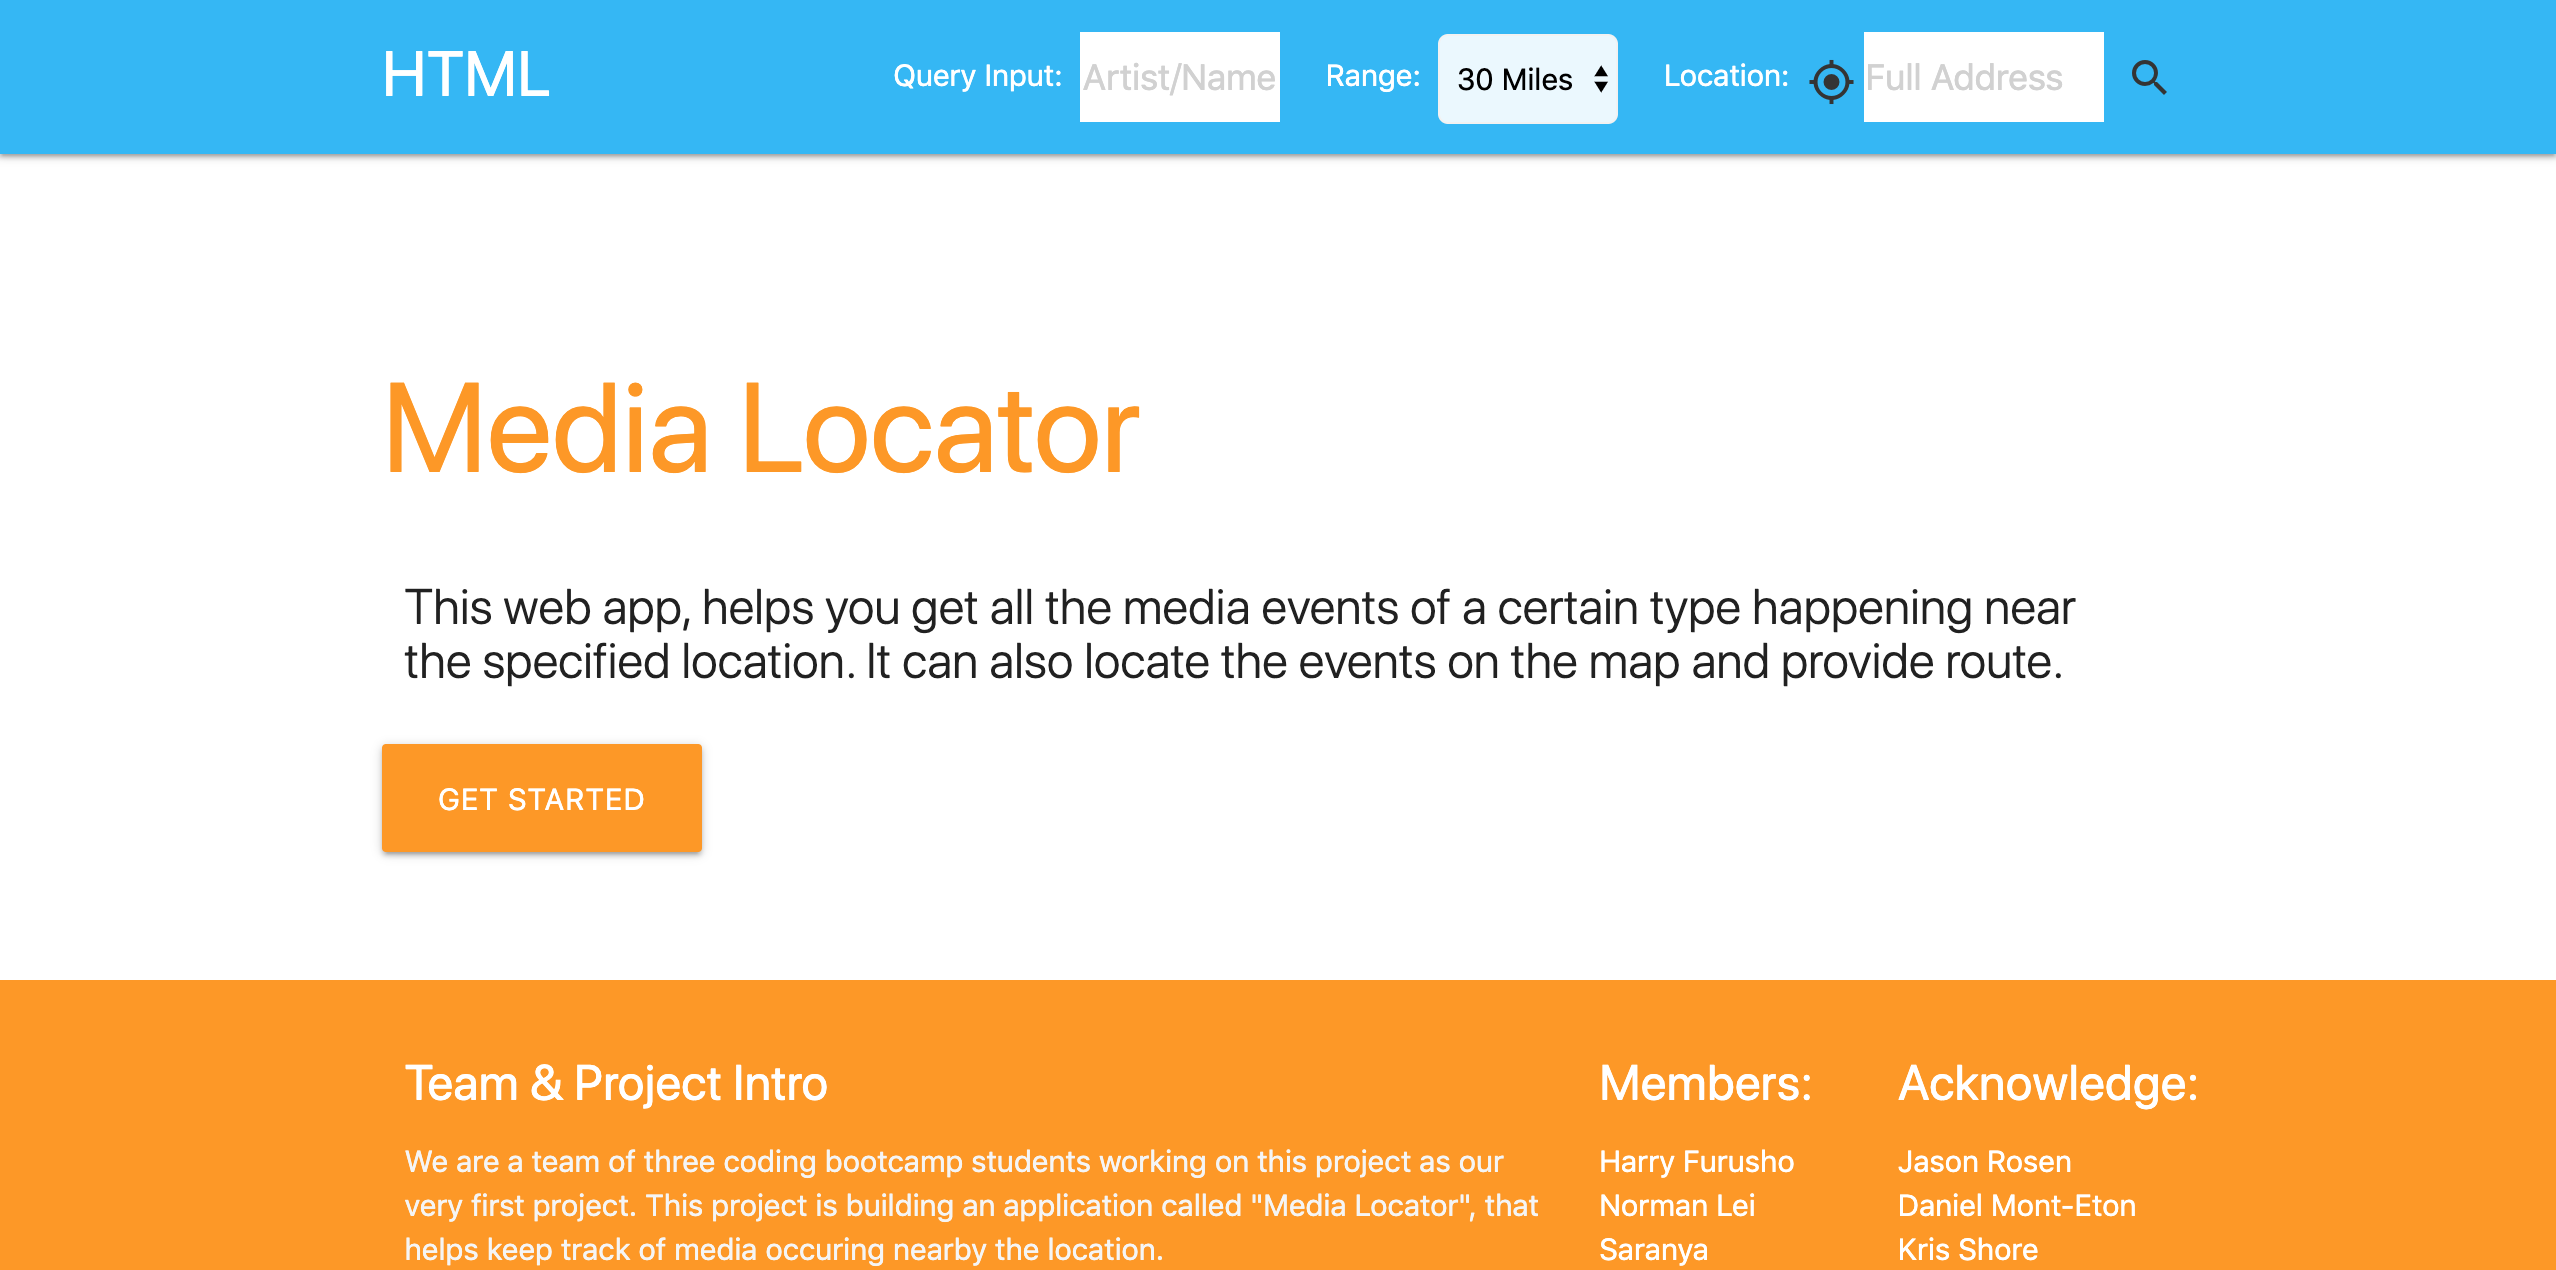 HTML
Query Input: Artist/Name Range: 30 Miles Location: Full Address
Media Locator
This web app, helps you get all the media events of a certain type happening near
the specified location. It can also locate the events on the map and provide route.
GET STARTED
Team & Project Intro
We are a team of three coding bootcamp students working on this project as our
very first project. This project is building an application called "Media Locator", that
helps keep track of media occuring nearby the location.
Members:
Harry Furusho
Norman Lei
Saranya
Acknowledge:
Jason Rosen
Daniel Mont-Eton
Kris Shore